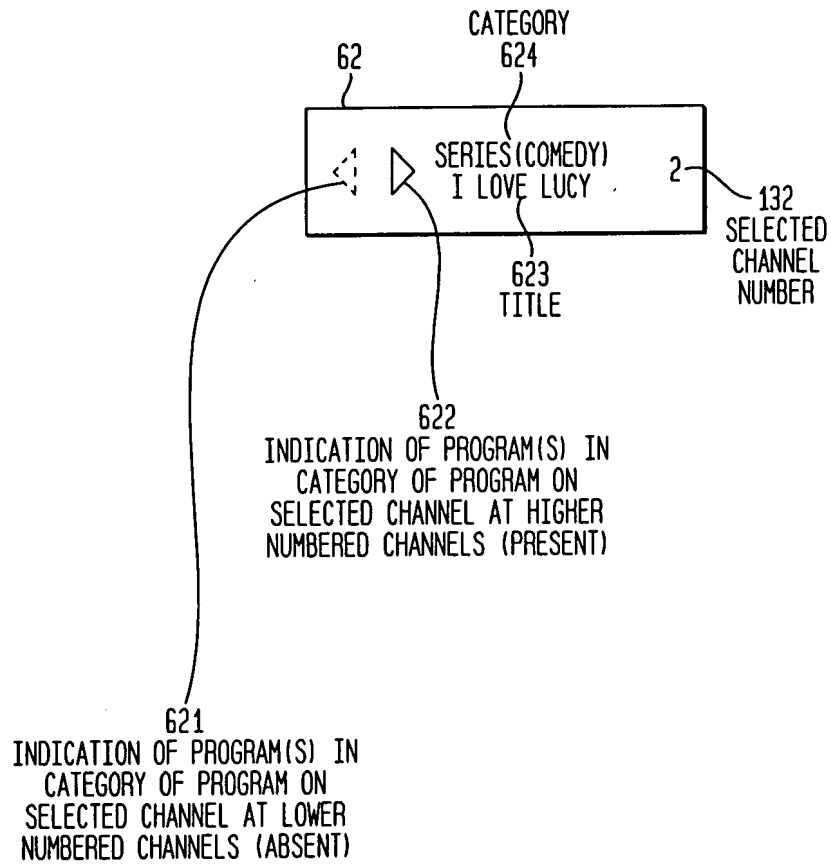 CATEGORY
624
62
SERIES(COMEDY)
I LOVE LUCY
2
132
SELECTED
CHANNEL
NUMBER
623
TITLE
622
INDICATION OF PROGRAM(S) IN
CATEGORY OF PROGRAM ON
SELECTED CHANNEL AT HIGHER
NUMBERED CHANNELS (PRESENT)
621
INDICATION OF PROGRAM(S) IN
CATEGORY OF PROGRAM ON
SELECTED CHANNEL AT LOWER
NUMBERED CHANNELS (ABSENT)